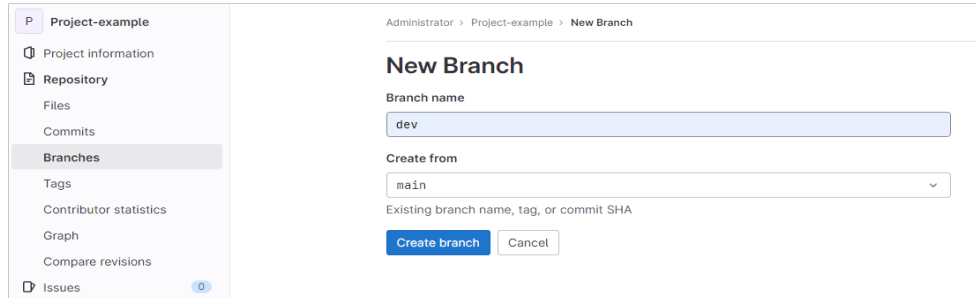 P Project-example
Project information
Repository
Files
Commits
Branches
Tags
Contributor statistics
Graph
Compare revisions
Issues 0
Administrator > Project-example > New Branch
New Branch
Branch name
dev
Create from
main
Existing branch name, tag, or commit SHA
Create branch Cancel